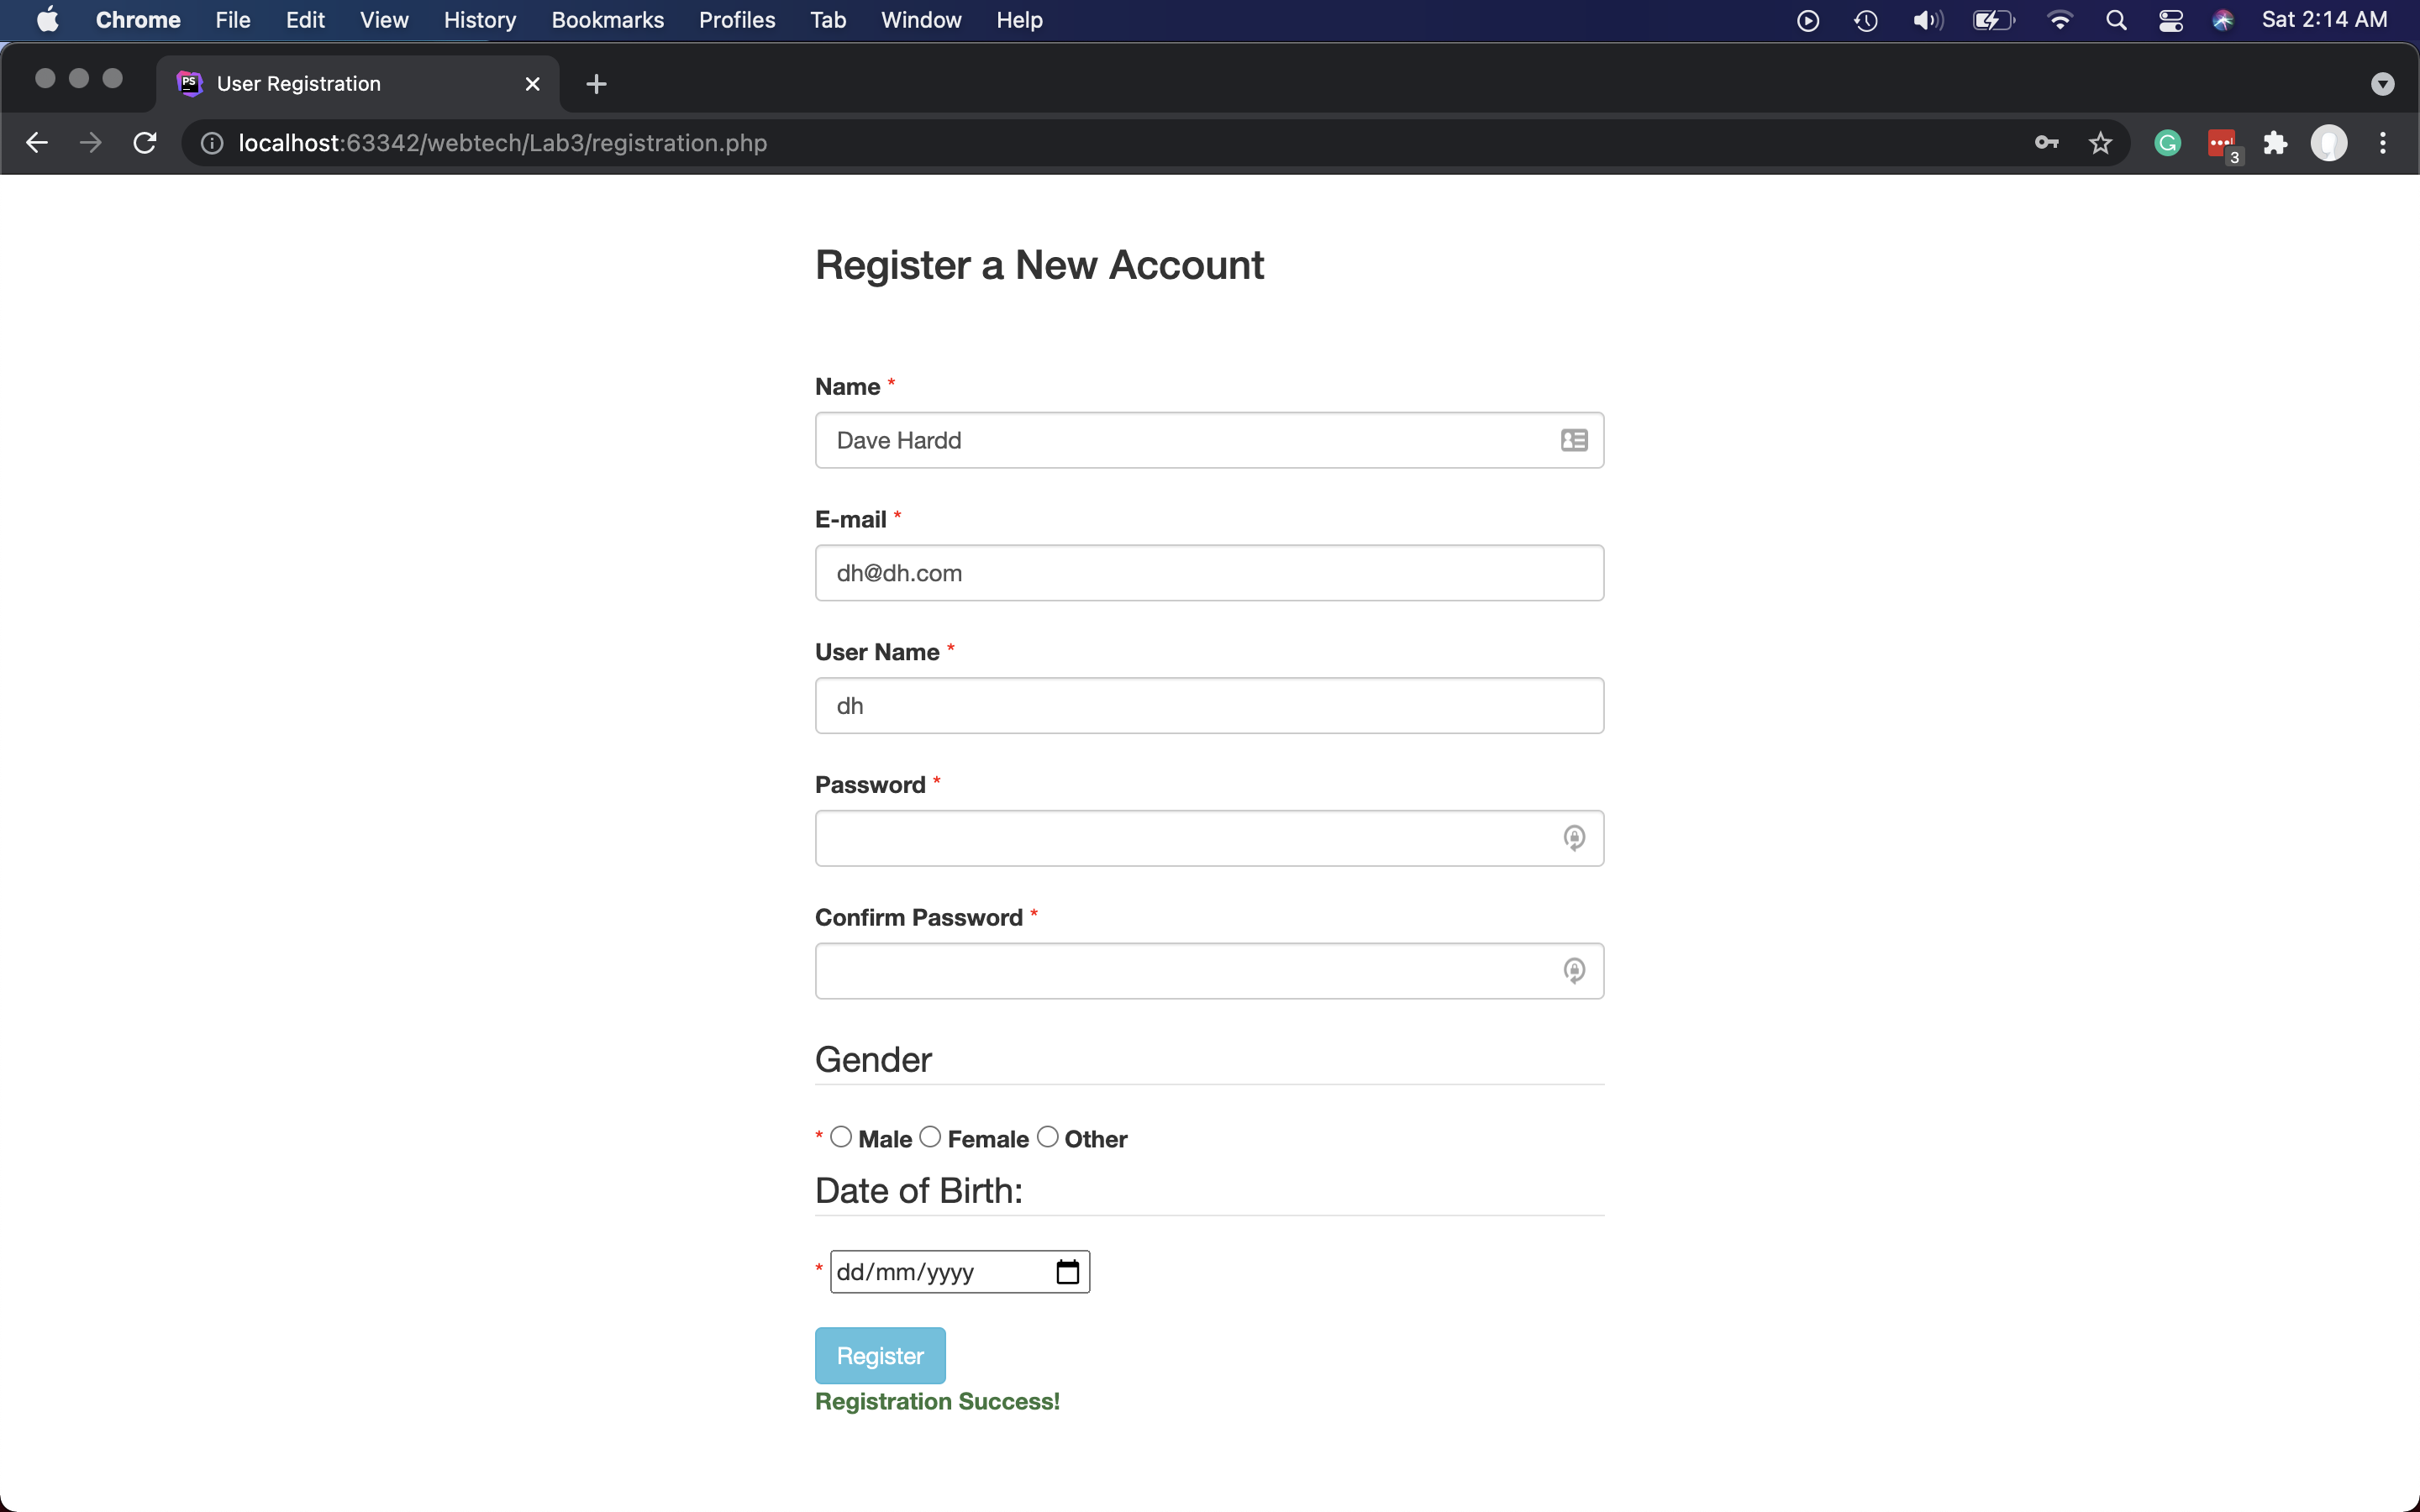 Chrome File Edit View History Bookmarks Profiles Tab Window Help Sat 2:14 AM
PS User Registration
localhost:63342/webtech/Lab3/registration.php 3
Register a New Account
Name *
Dave Hardd
E-mail *
dh@dh.com
User Name *
dh
Password *
Confirm Password *
Gender
* Male Female Other
Date of Birth:
* dd/mm/yyyy
Register
Registration Success!